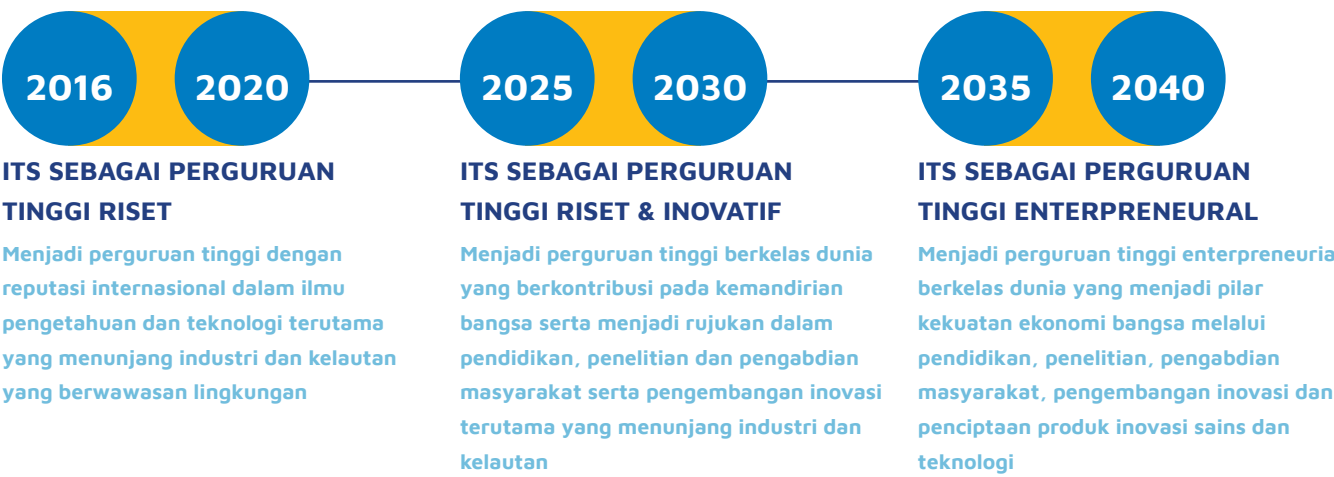 2016 2020 2025 2030 2035 2040
ITS SEBAGAI PERGURUAN
TINGGI RISET
Menjadi perguruan tinggi dengan
reputasi internasional dalam ilmu
pengetahuan dan teknologi terutama
yang menunjang industri dan kelautan
yang berwawasan lingkungan
ITS SEBAGAI PERGURUAN
TINGGI RISET & INOVATIF
Menjadi perguruan tinggi berkelas dunia
yang berkontribusi pada kemandirian
bangsa serta menjadi rujukan dalam
pendidikan, penelitian dan pengabdian
masyarakat serta pengembangan inovasi
terutama yang menunjang industri dan
kelautan
ITS SEBAGAI PERGURUAN
TINGGI ENTERPRENEURAL
Menjadi perguruan tinggi enterpreneuria
berkelas dunia yang menjadi pilar
kekuatan ekonomi bangsa melalui
pendidikan, penelitian, pengabdian
masyarakat, pengembangan inovasi dan
penciptaan produk inovasi sains dan
teknologi